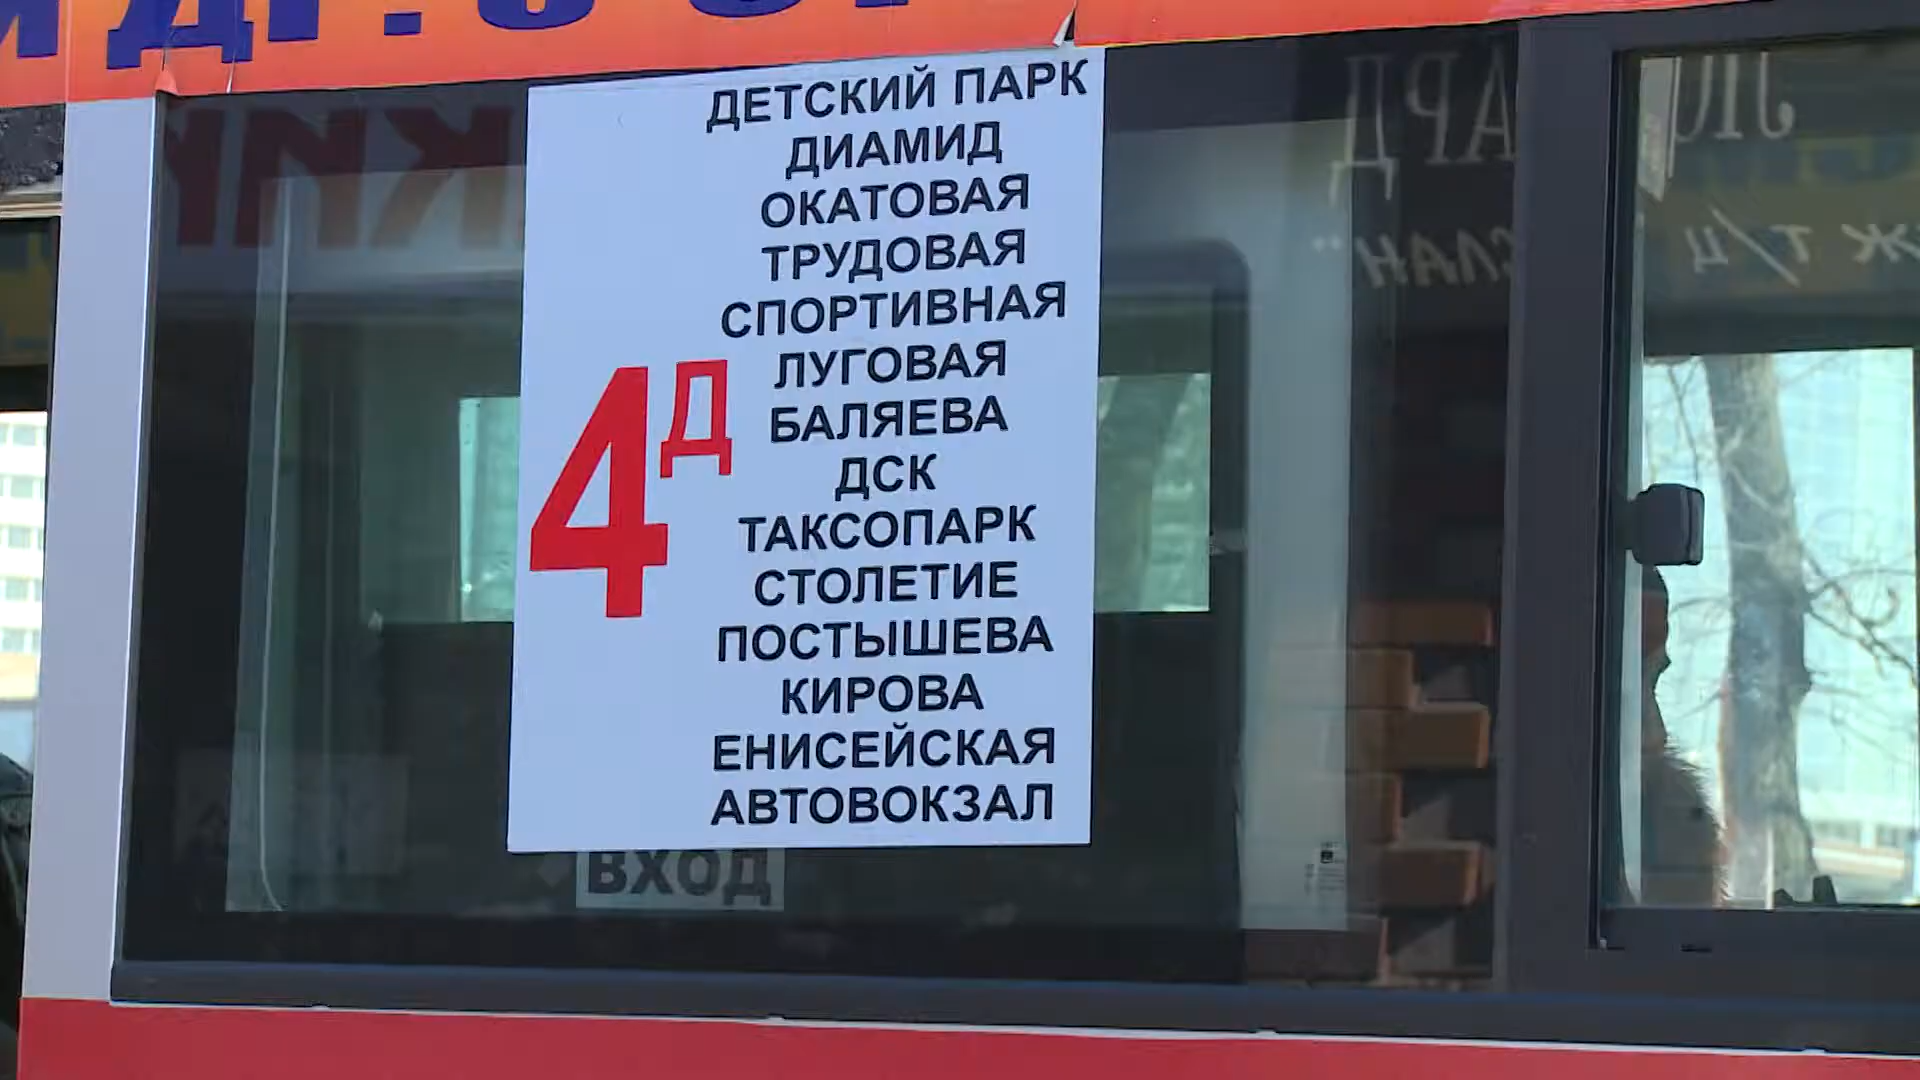 ДЕТСКИЙ ПАРК
ДИАМИД
ОКАТОВАЯ
ТРУДОВАЯ
СПОРТИВНАЯ
ЛУГОВАЯ
4Д
БАЛЯЕВА
ДСК
ТАКСОПАРК
СТОЛЕТИЕ
ПОСТЫШЕВА
КИРОВА
ЕНИСЕЙСКАЯ
АВТОВОКЗАЛ
ВХОД